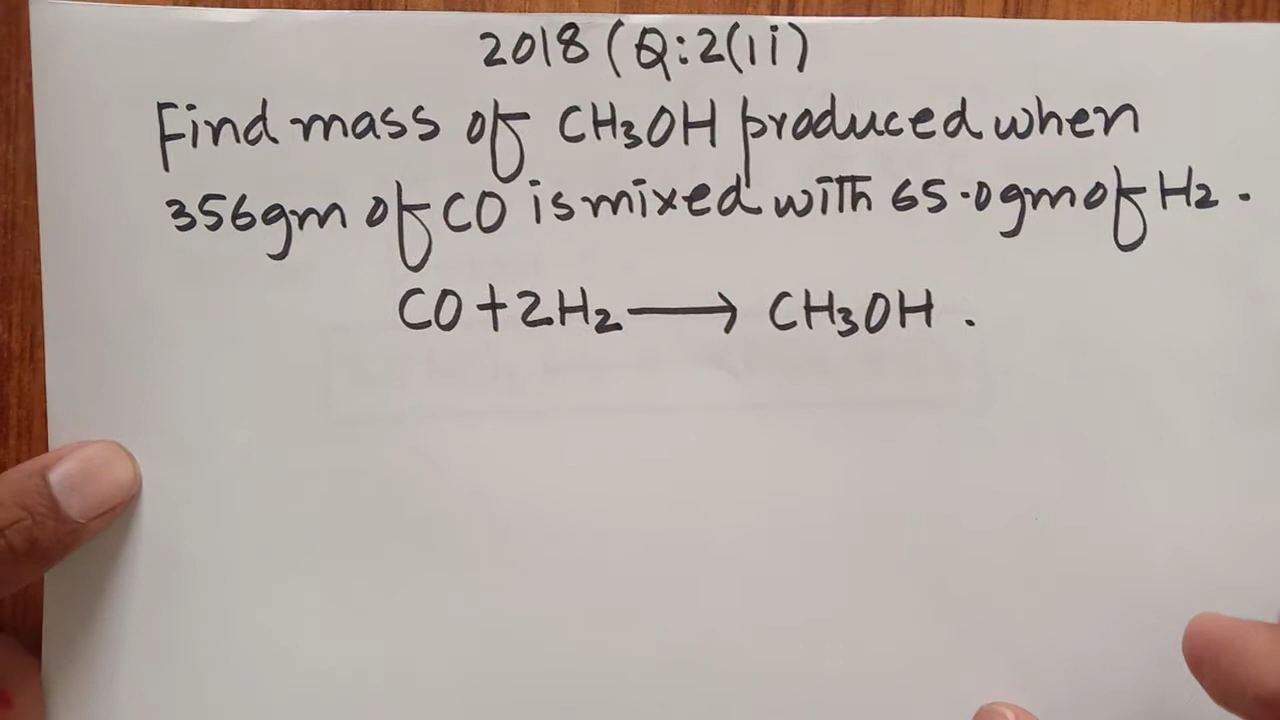 2018 (Q:2(ii)
Find mass of CH3OH produced when
356gm of CO is mixed with 65.0gm of H2.
CO+2H2⟶CH3OH.